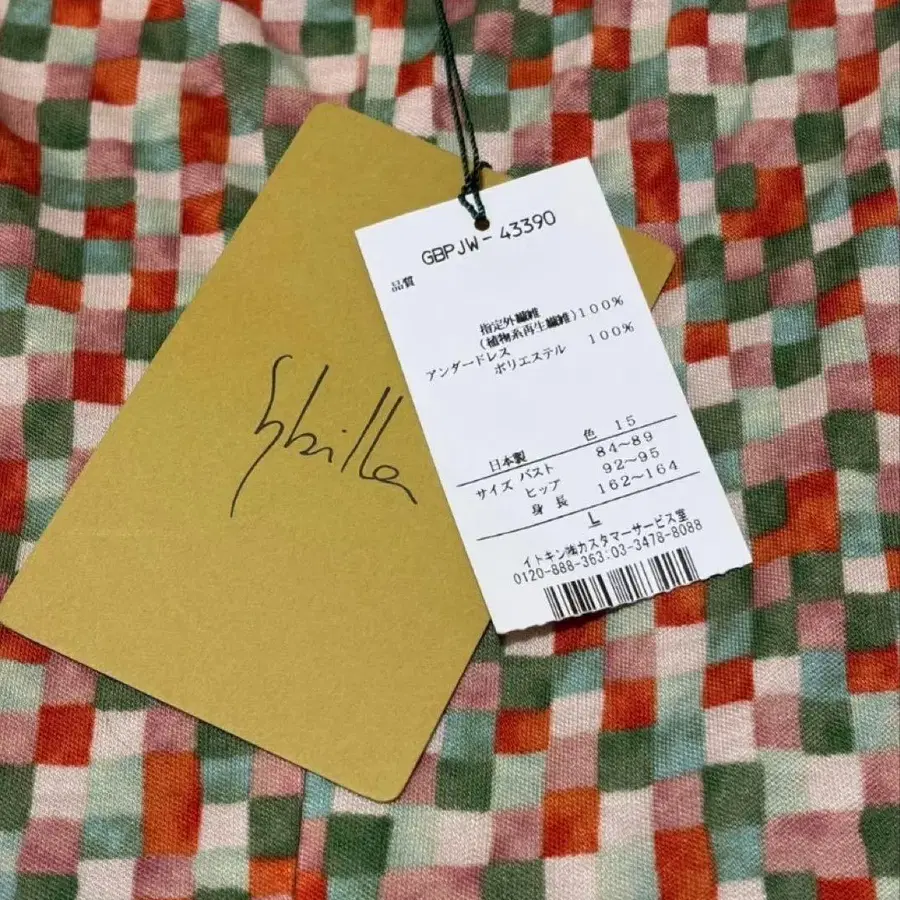 Sybilla
GBPJW- 43390
品質
指定外繊維
(植物系再生繊維)100%
アンダードレス
ポリエステル 100%
日本製 色 15
サイズ バスト 84~89
ヒップ 92~95
身長 162~164
L
イトキン㈱カスタマーサービス室
0120-888-363:03-3478-8088